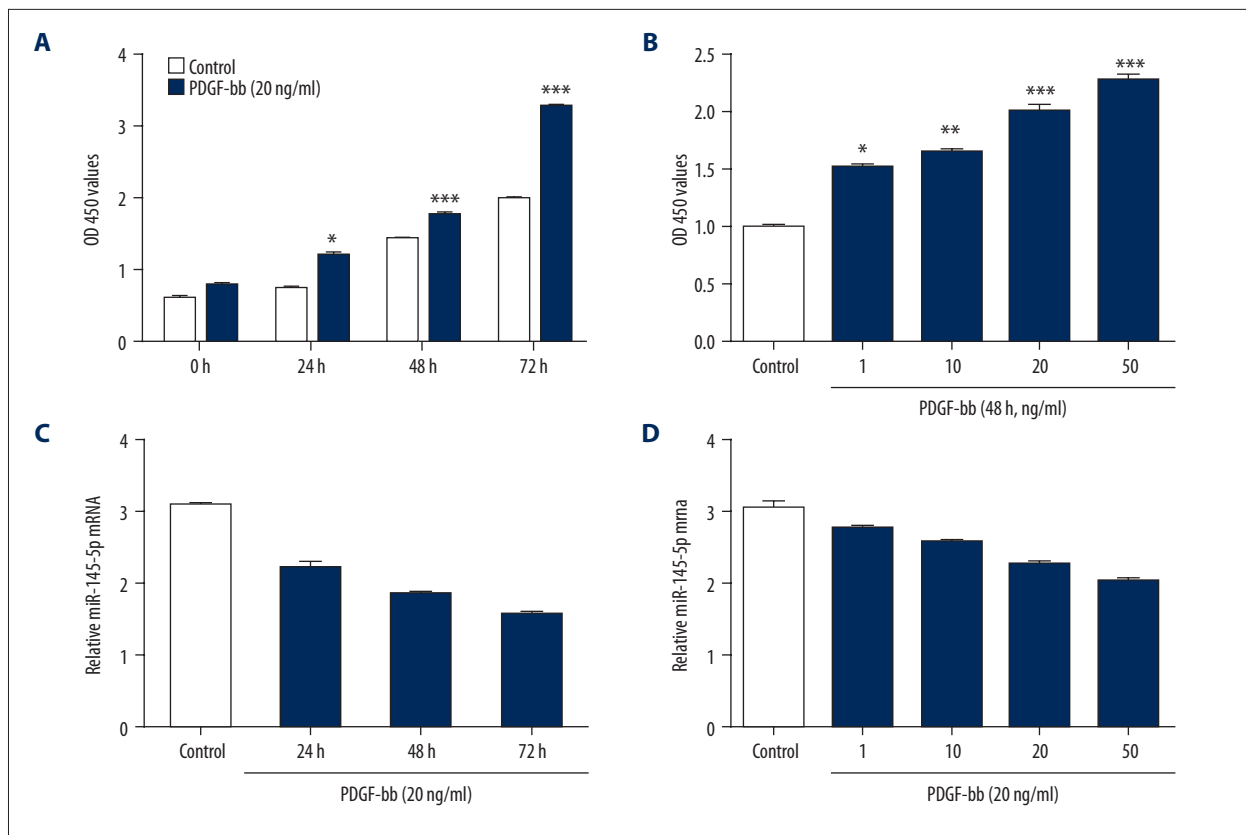 A
4
3
2
1
0
OD 450 values
Control
PDGF-bb (20 ng/ml)
*
***
***
0 h 24 h 48 h 72 h
B
2.5
2.0
1.5
1.0
0.5
0.0
OD 450 values
*
**
***
***
Control 1 10 20 50
PDGF-bb (48 h, ng/ml)
C
4
3
2
1
0
Relative miR-145-5p mRNA
Control 24 h 48 h 72 h
PDGF-bb (20 ng/ml)
D
4
3
2
1
0
Relative miR-145-5p mrna
Control 1 10 20 50
PDGF-bb (20 ng/ml)